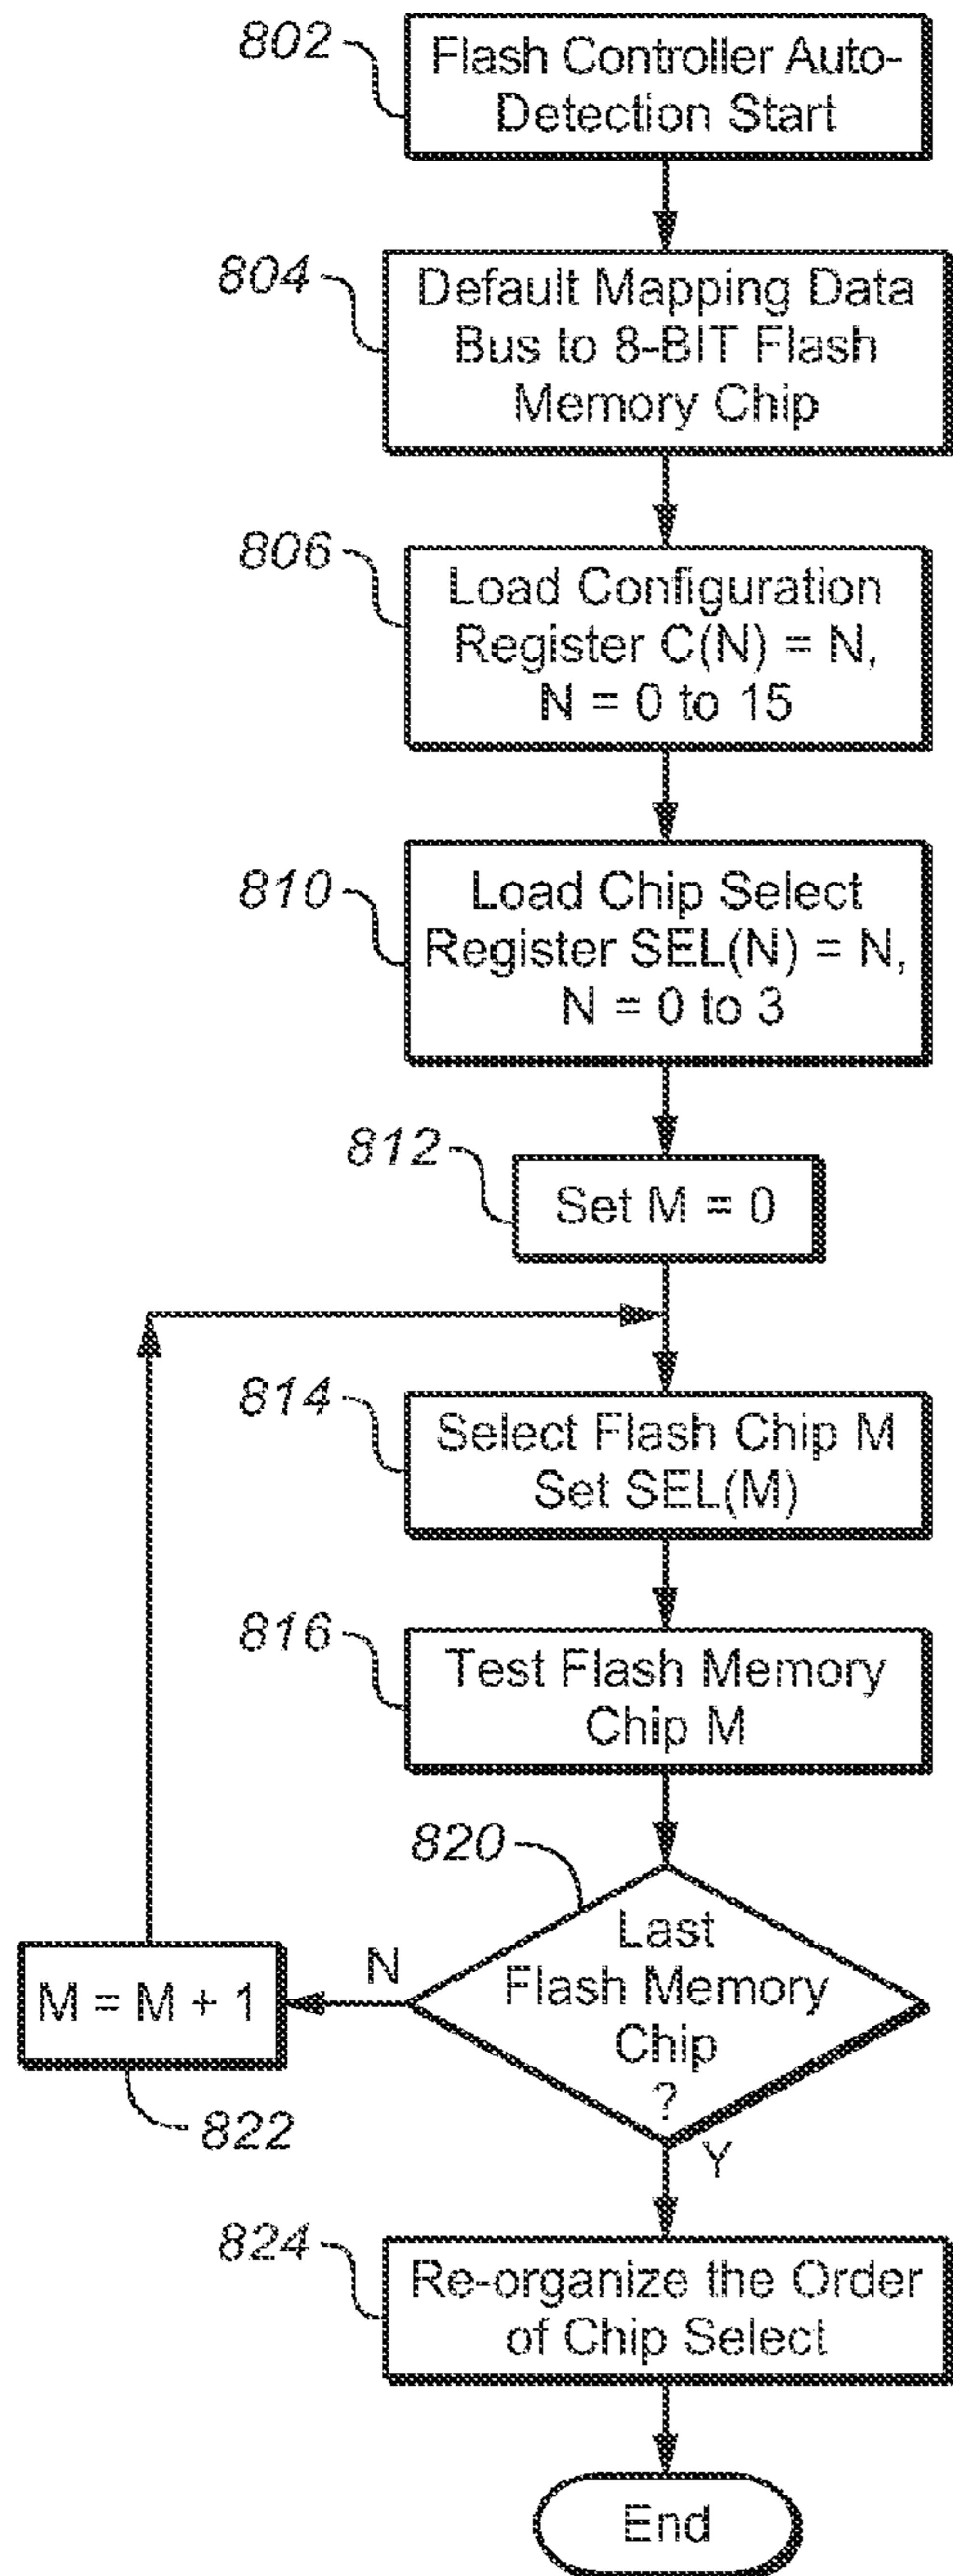 802
Flash Controller Auto-
Detection Start
804
Default Mapping Data
Bus to 8-BIT Flash
Memory Chip
806
Load Configuration
Register C(N) = N,
N = 0 to 15
810
Load Chip Select
Register SEL(N) = N,
N = 0 to 3
812
Set M = 0
814
Select Flash Chip M
Set SEL(M)
816
Test Flash Memory
Chip M
820
Last
Flash Memory
Chip
?
N
M = M + 1
822
Y
824
Re-organize the Order
of Chip Select
End